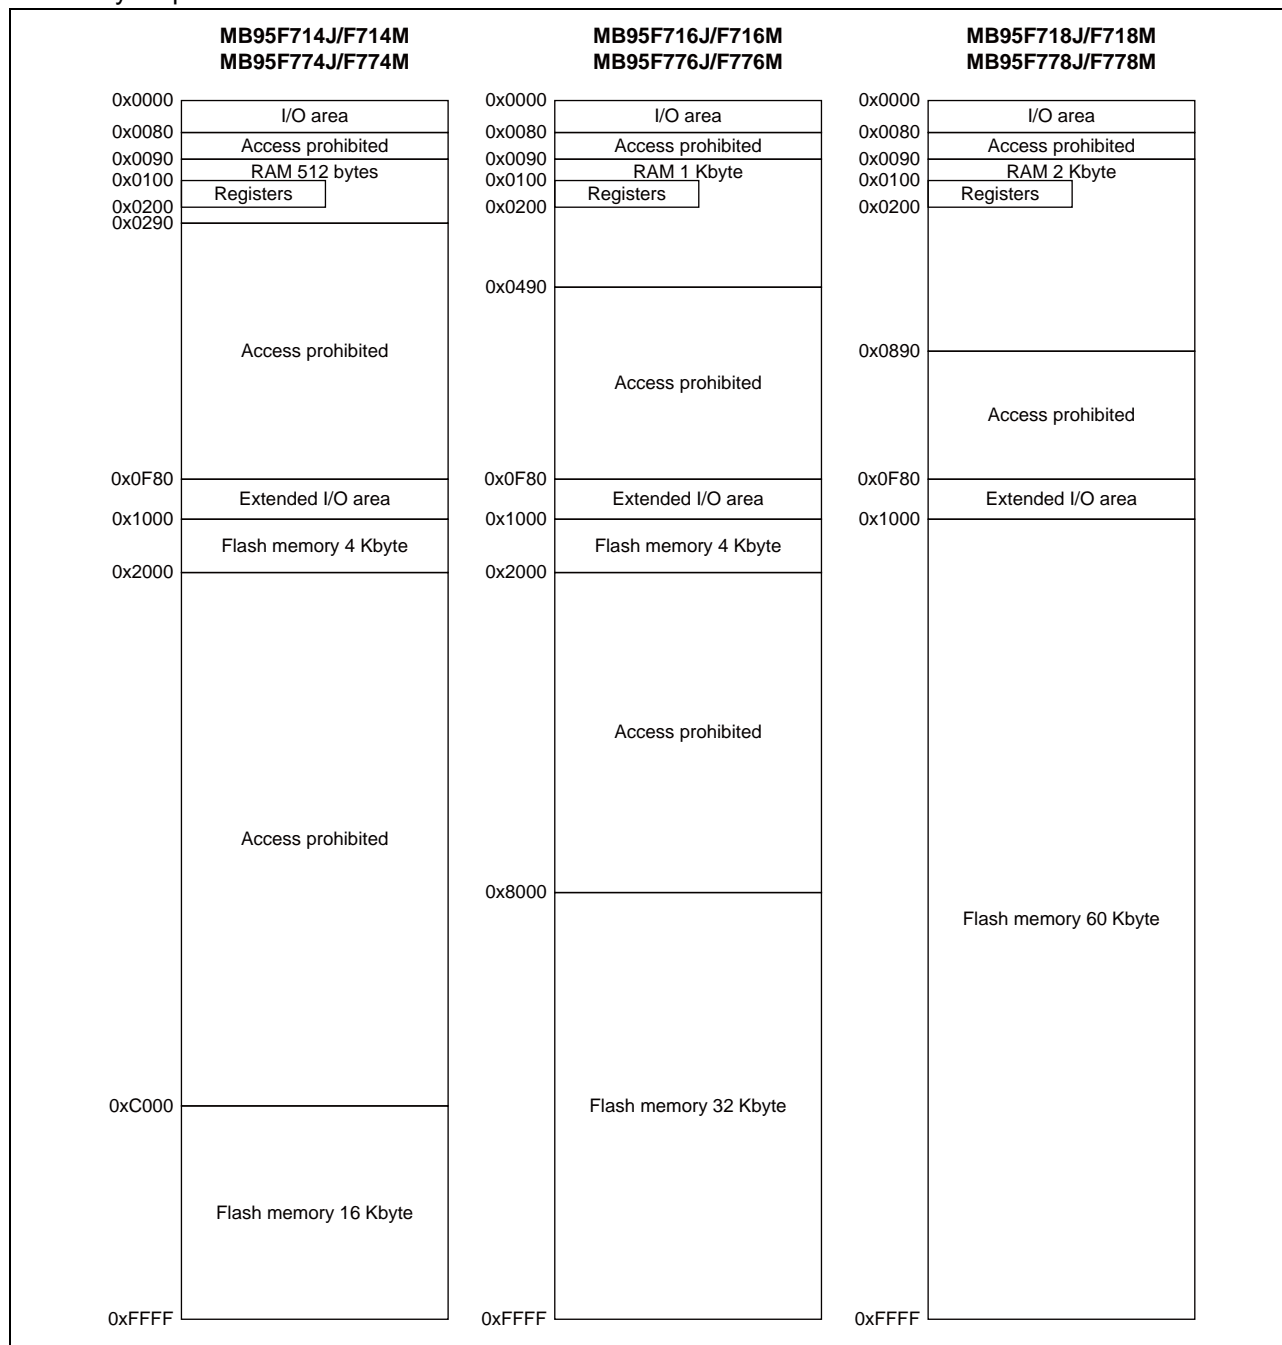 MB95F714J/F714M
MB95F774J/F774M
0x0000
I/O area
0x0080
Access prohibited
0x0090
RAM 512 bytes
0x0100
Registers
0x0200
0x0290
Access prohibited
0x0F80
Extended I/O area
0x1000
Flash memory 4 Kbyte
0x2000
Access prohibited
0xC000
Flash memory 16 Kbyte
0xFFFF
MB95F716J/F716M
MB95F776J/F776M
0x0000
I/O area
0x0080
Access prohibited
0x0090
RAM 1 Kbyte
0x0100
Registers
0x0200
0x0490
Access prohibited
0x0F80
Extended I/O area
0x1000
Flash memory 4 Kbyte
0x2000
Access prohibited
0x8000
Flash memory 32 Kbyte
0xFFFF
MB95F718J/F718M
MB95F778J/F778M
0x0000
I/O area
0x0080
Access prohibited
0x0090
RAM 2 Kbyte
0x0100
Registers
0x0200
0x0890
Access prohibited
0x0F80
Extended I/O area
0x1000
Flash memory 60 Kbyte
0xFFFF